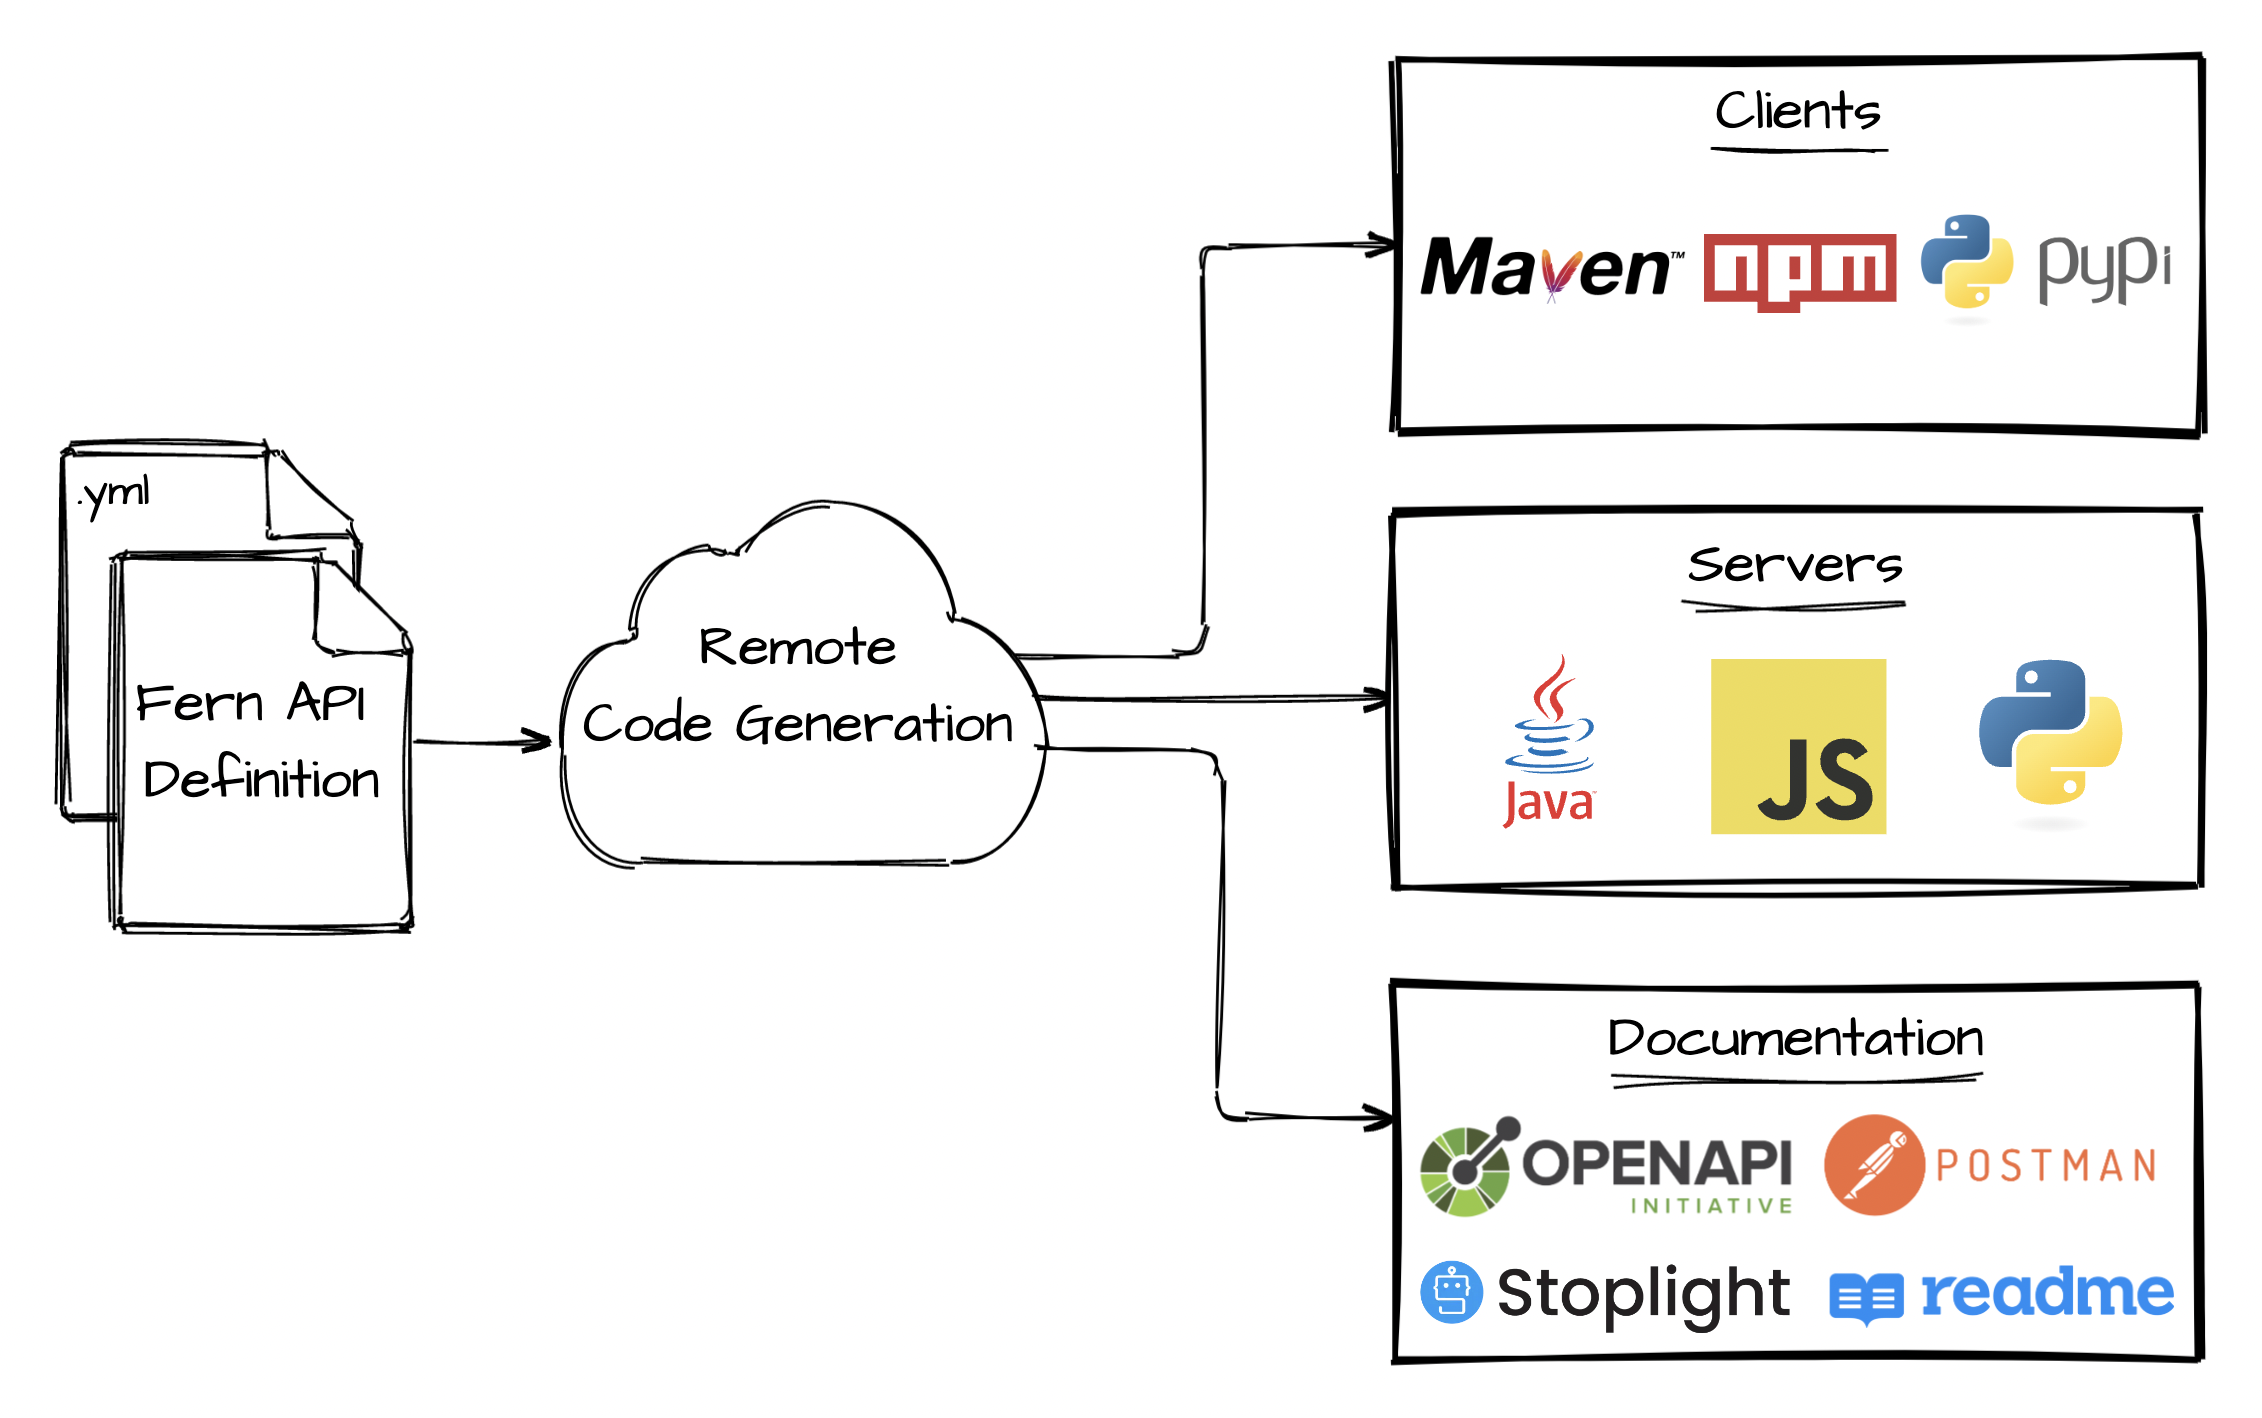 .yml
Fern API
Definition
Remote
Code Generation
Clients
Maven™
npm
pypi
Servers
Java™
JS
Documentation
OPENAPI
INITIATIVE
POSTMAN
Stoplight
readme